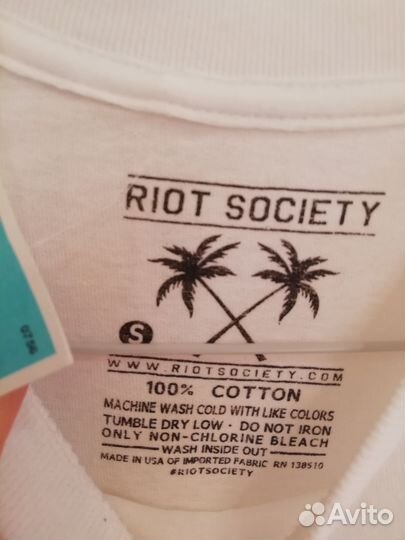 RIOT SOCIETY
S
WWW.RIOTSOCIETY.COM
100% COTTON
MACHINE WASH COLD WITH LIKE COLORS
TUMBLE DRY LOW • DO NOT IRON
ONLY NON-CHLORINE BLEACH
WASH INSIDE OUT
MADE IN USA OF IMPORTED FABRIC RN 138510
#RIOTSOCIETY
Avito